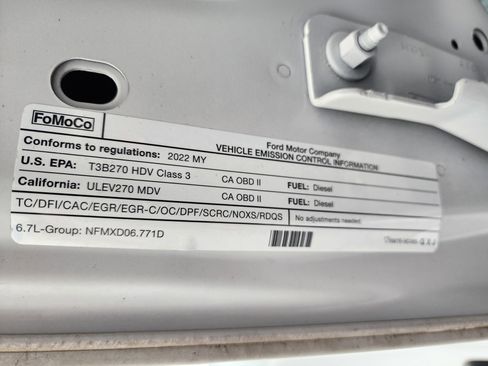 FoMoCo
Ford Motor Company
VEHICLE EMISSION CONTROL INFORMATION
Conforms to regulations: 2022 MY
U.S. EPA: T3B270 HDV Class 3 CA OBD II FUEL: Diesel
California: ULEV270 MDV CA OBD II FUEL: Diesel
TC/DFI/CAC/EGR/EGR-C/OC/DPF/SCRC/NOXS/RDQS No adjustments needed.
6.7L-Group: NFMXD06.771D